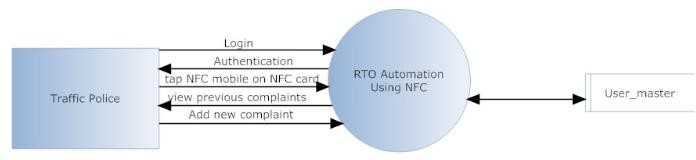 Login
Authentication
tap NFC mobile on NFC card
view previous complaints
Add new complaint
Traffic Police
RTO Automation
Using NFC
User_master